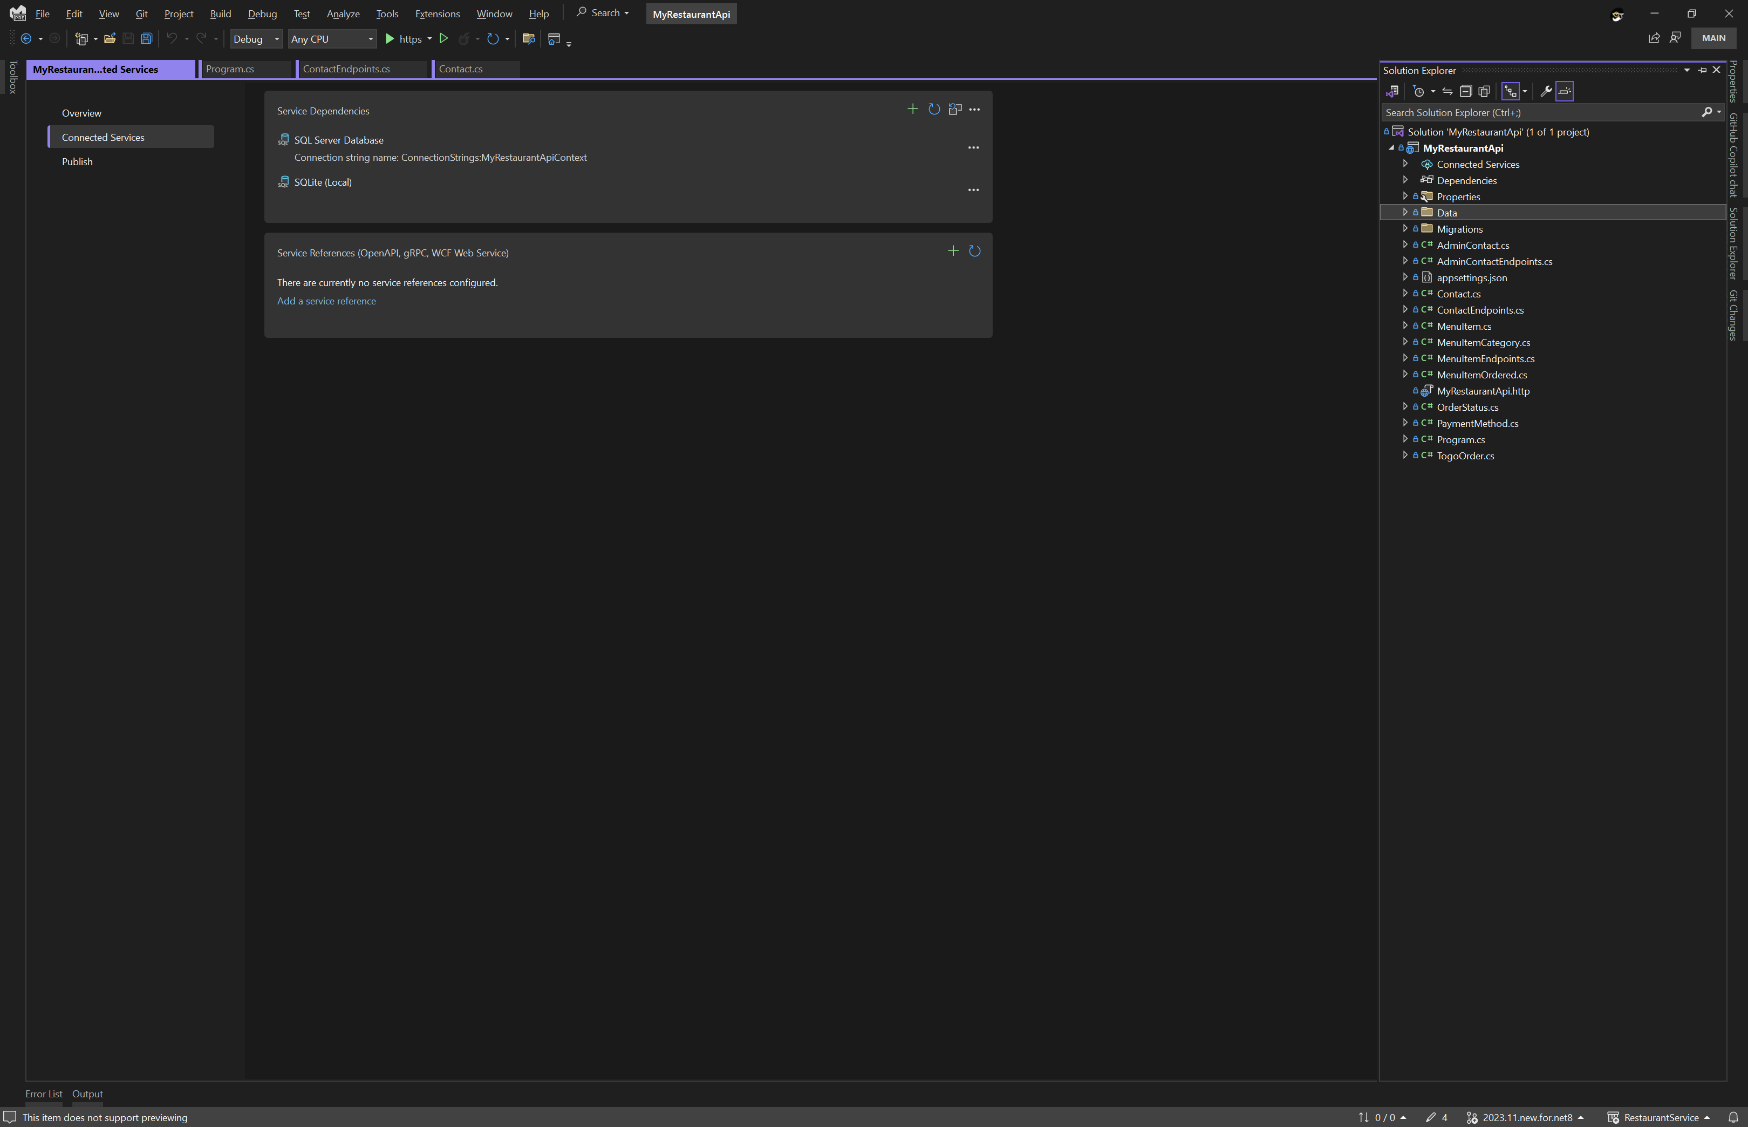 File Edit View Git Project Build Debug Test Analyze Tools Extensions Window Help Search MyRestaurantApi
Debug Any CPU https MAIN
MyRestauran...ted Services Program.cs ContactEndpoints.cs Contact.cs
Toolbox
Overview
Connected Services
Publish
Service Dependencies
SQL Server Database
Connection string name: ConnectionStrings:MyRestaurantApiContext
SQLite (Local)
Service References (OpenAPI, gRPC, WCF Web Service)
There are currently no service references configured.
Add a service reference
Solution Explorer
Search Solution Explorer (Ctrl+;)
Solution 'MyRestaurantApi' (1 of 1 project)
MyRestaurantApi
Connected Services
Dependencies
Properties
Data
Migrations
C# AdminContact.cs
C# AdminContactEndpoints.cs
appsettings.json
C# Contact.cs
C# ContactEndpoints.cs
C# MenuItem.cs
C# MenuItemCategory.cs
C# MenuItemEndpoints.cs
C# MenuItemOrdered.cs
MyRestaurantApi.http
C# OrderStatus.cs
C# PaymentMethod.cs
C# Program.cs
C# TogoOrder.cs
Properties
GitHub Copilot chat
Solution Explorer
Git Changes
Error List Output
This item does not support previewing 0 / 0 4 2023.11.new.for.net8 RestaurantService